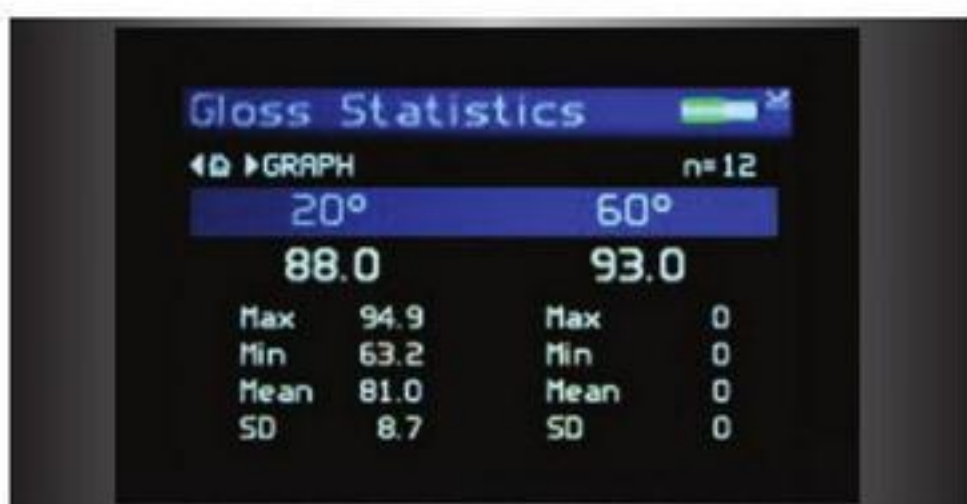 Gloss Statistics
GRAPH n=12
20° 60°
88.0 93.0
Max 94.9 Max 0
Min 63.2 Min 0
Mean 81.0 Mean 0
SD 8.7 SD 0